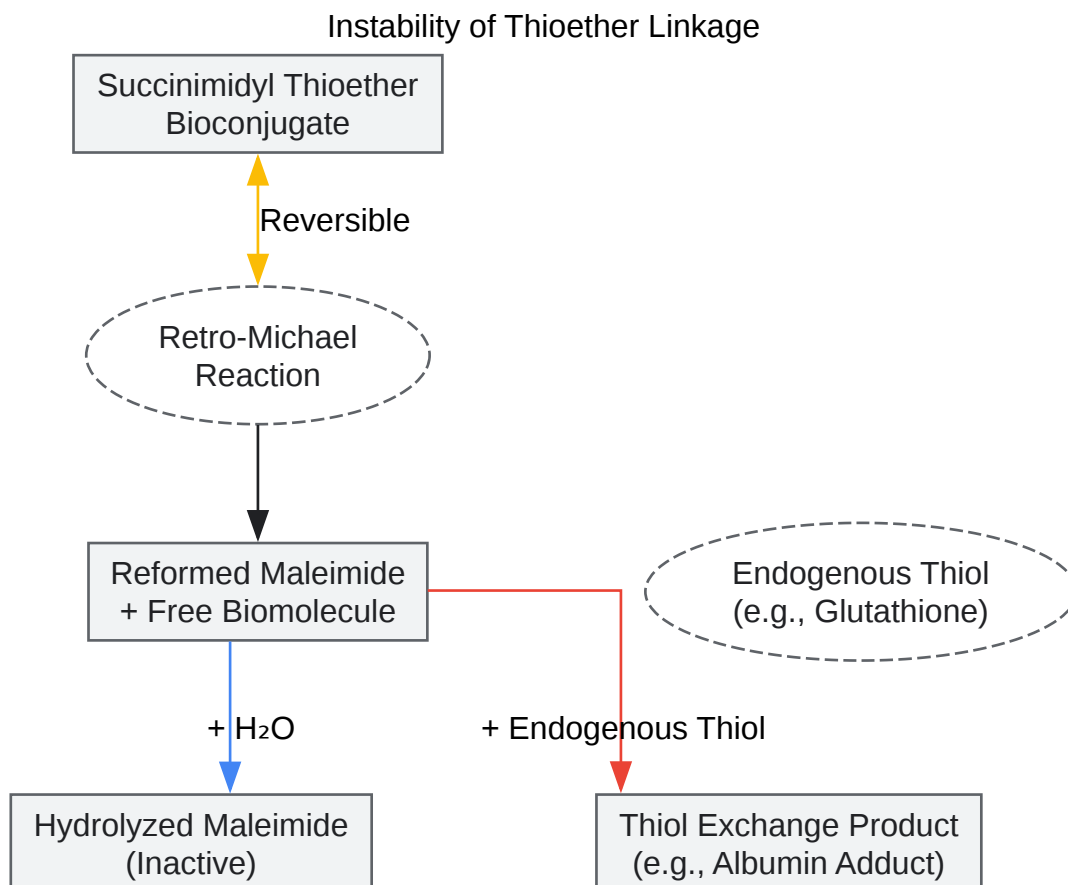 Instability of Thioether Linkage
Succinimidyl Thioether
Bioconjugate
Reversible
Retro-Michael
Reaction
Reformed Maleimide
+ Free Biomolecule
Endogenous Thiol
(e.g., Glutathione)
+ H₂O
+ Endogenous Thiol
Hydrolyzed Maleimide
(Inactive)
Thiol Exchange Product
(e.g., Albumin Adduct)